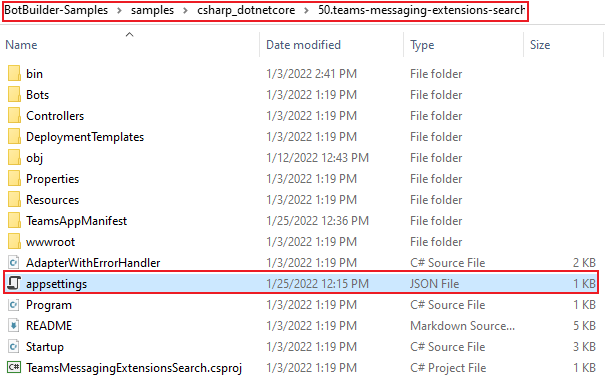 BotBuilder-Samples > samples > csharp_dotnetcore > 50.teams-messaging-extensions-search
Name Date modified Type Size
bin 1/3/2022 2:41 PM File folder
Bots 1/3/2022 1:19 PM File folder
Controllers 1/3/2022 1:19 PM File folder
DeploymentTemplates 1/3/2022 1:19 PM File folder
obj 1/12/2022 12:43 PM File folder
Properties 1/3/2022 1:19 PM File folder
Resources 1/3/2022 1:19 PM File folder
TeamsAppManifest 1/25/2022 12:36 PM File folder
wwwroot 1/3/2022 1:19 PM File folder
AdapterWithErrorHandler 1/3/2022 1:19 PM C# Source File 2 KB
appsettings 1/25/2022 12:15 PM JSON File 1 KB
Program 1/3/2022 1:19 PM C# Source File 1 KB
README 1/3/2022 1:19 PM Markdown Source... 5 KB
Startup 1/3/2022 1:19 PM C# Source File 3 KB
C# TeamsMessagingExtensionsSearch.csproj 1/3/2022 1:19 PM C# Project File 1 KB